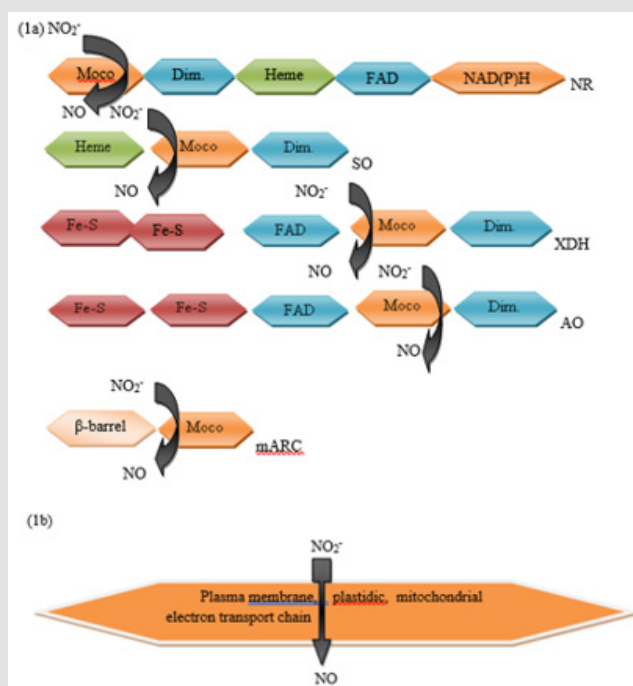 (1a) NO₂⁻
Moco Dim. Heme FAD NAD(P)H NR
NO NO₂⁻
Heme Moco Dim. SO
NO NO₂⁻
Fe-S Fe-S FAD Moco Dim. XDH
NO NO₂⁻
Fe-S Fe-S FAD Moco Dim. AO
NO
NO₂⁻
β-barrel Moco mARC
NO
(1b)
NO₂⁻
Plasma membrane, plastidic, mitochondrial
electron transport chain
NO